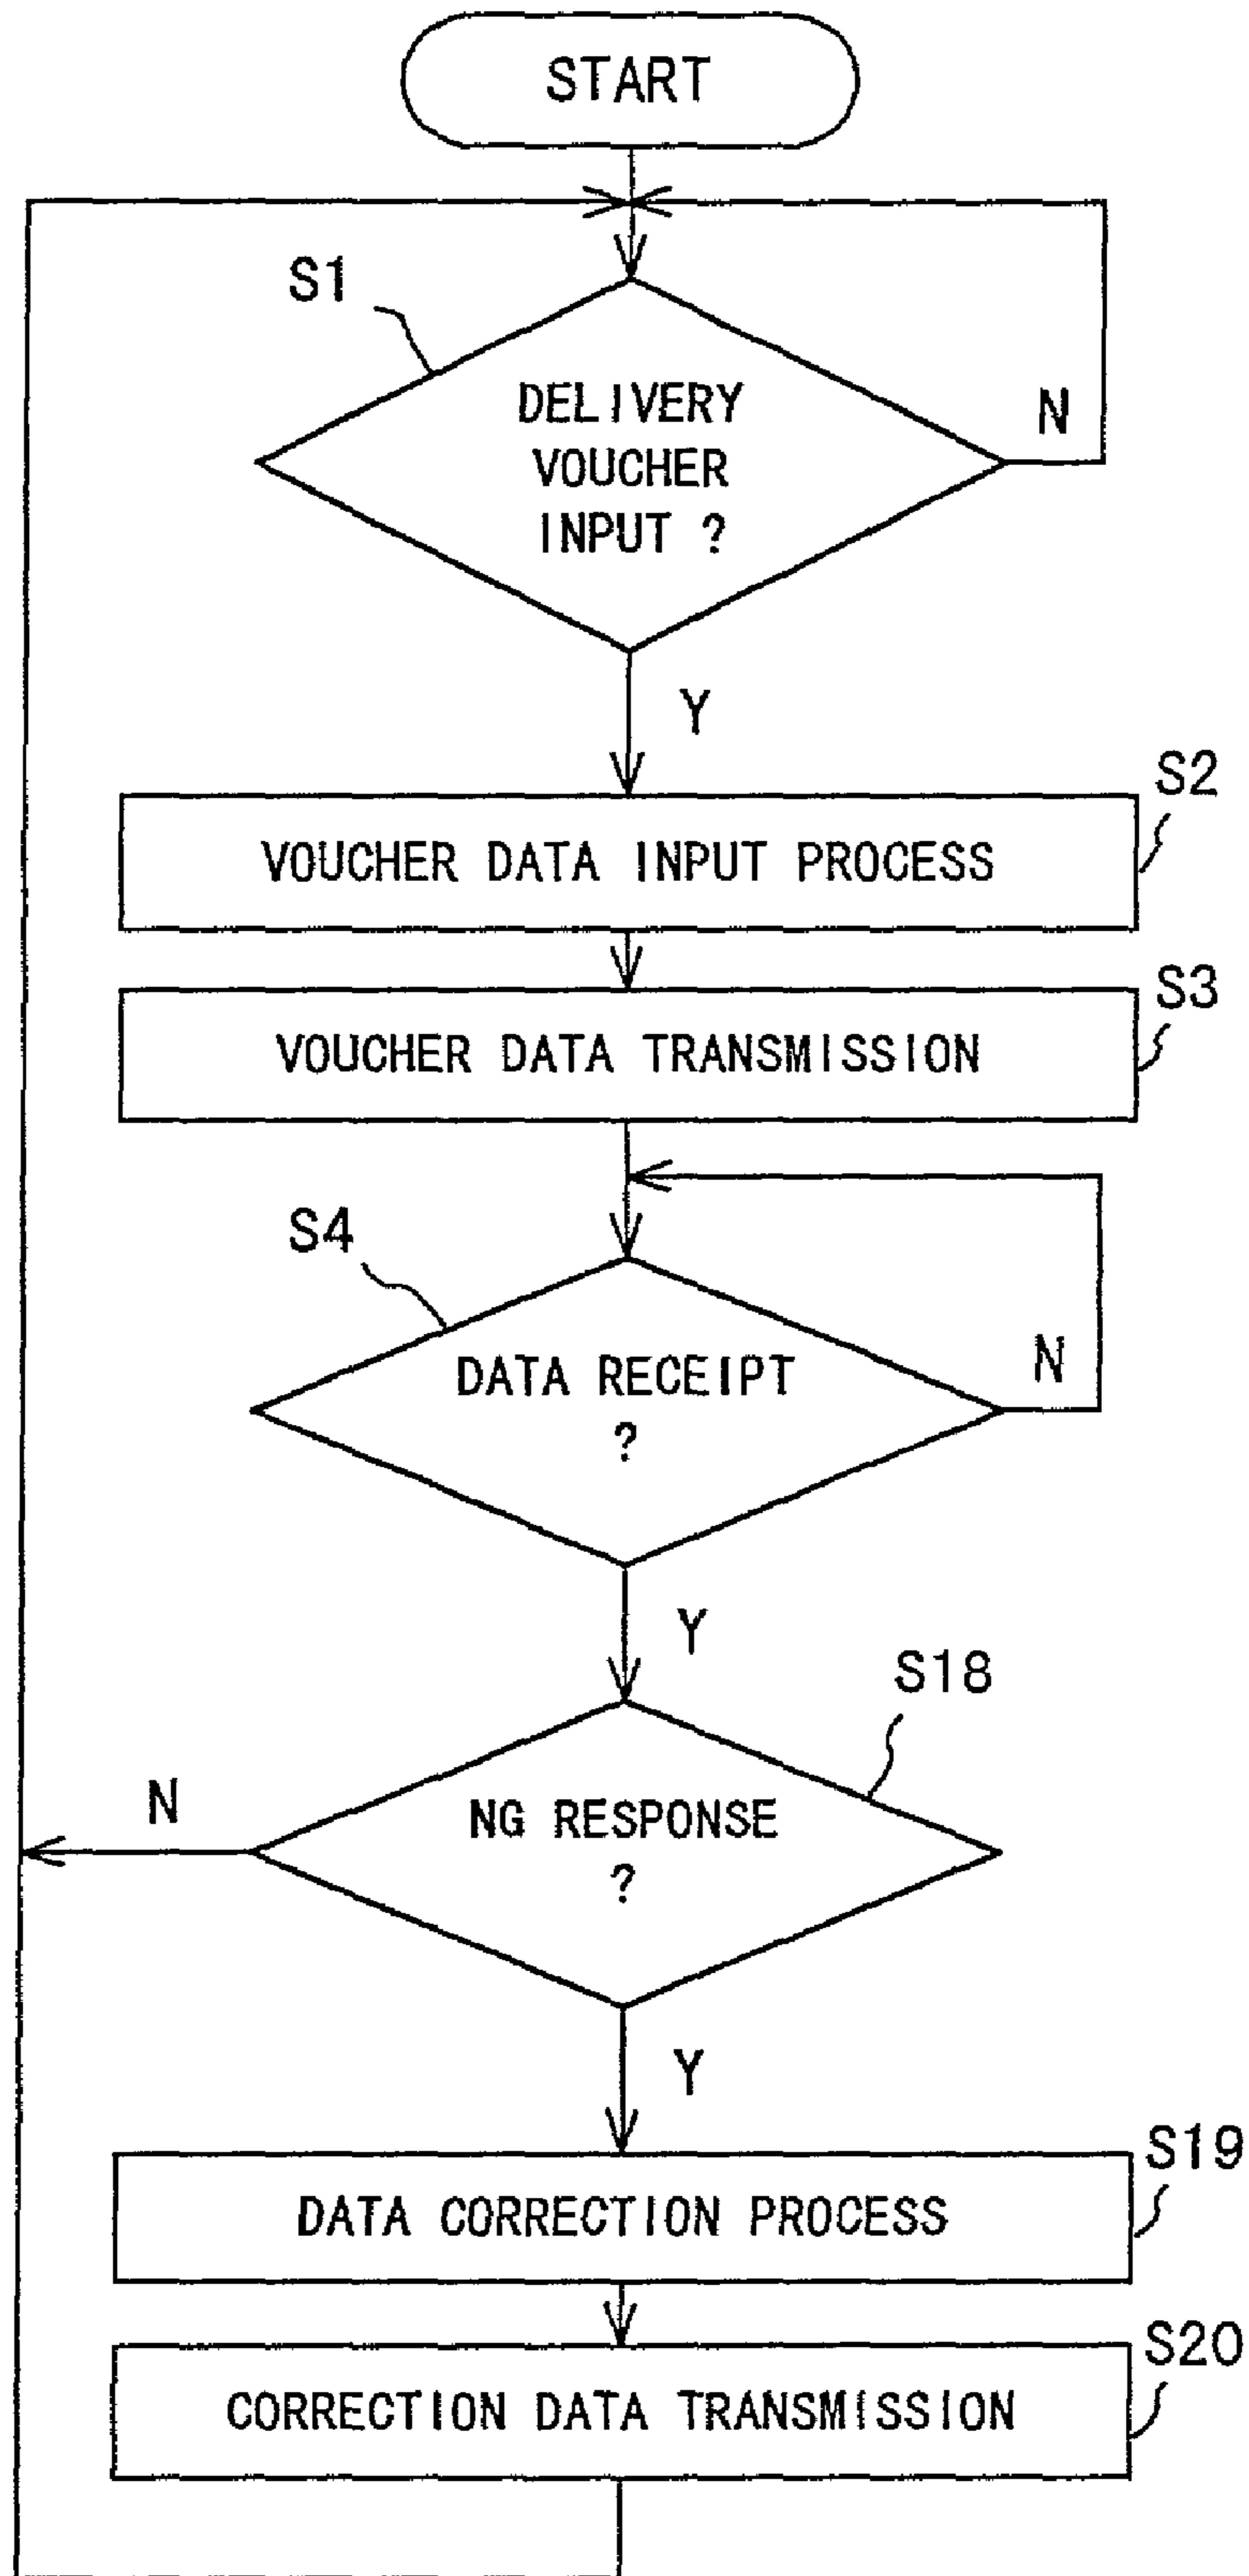 START
S1
DELIVERY
VOUCHER
INPUT ?
N
Y
S2
VOUCHER DATA INPUT PROCESS
S3
VOUCHER DATA TRANSMISSION
S4
DATA RECEIPT
?
N
Y
S18
NG RESPONSE
?
N
Y
S19
DATA CORRECTION PROCESS
S20
CORRECTION DATA TRANSMISSION